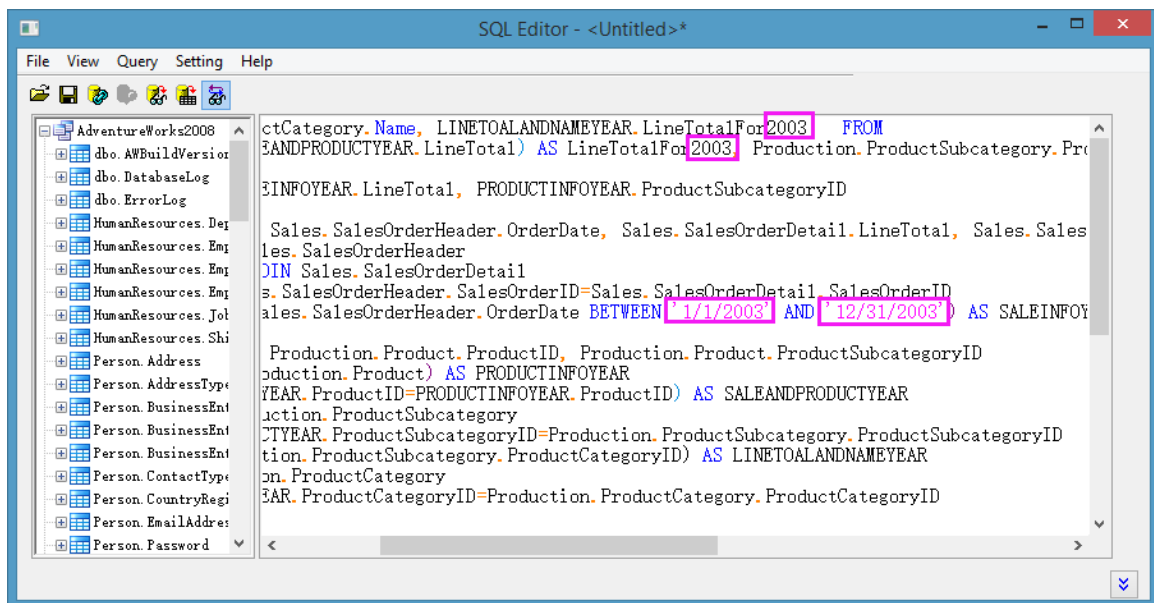 SQL Editor - <Untitled>*
File View Query Setting Help
AdventureWorks2008
dbo.AWBuildVersion
dbo.DatabaseLog
dbo.ErrorLog
HumanResources.Dep
HumanResources.Emp
HumanResources.Emp
HumanResources.Emp
HumanResources.Job
HumanResources.Shi
Person.Address
Person.AddressType
Person.BusinessEnt
Person.BusinessEnt
Person.BusinessEnt
Person.ContactType
Person.CountryRegi
Person.EmailAddres
Person.Password
ctCategory.Name, LINETOALANDNAMEYEAR.LineTotalFor2003 FROM
EANDPRODUCTYEAR.LineTotal) AS LineTotalFor2003, Production.ProductSubcategory.Pro
EINFOYEAR.LineTotal, PRODUCTINFOYEAR.ProductSubcategoryID
Sales.SalesOrderHeader.OrderDate, Sales.SalesOrderDetail.LineTotal, Sales.Sales
les.SalesOrderHeader
OIN Sales.SalesOrderDetail
s.SalesOrderHeader.SalesOrderID=Sales.SalesOrderDetail.SalesOrderID
ales.SalesOrderHeader.OrderDate BETWEEN '1/1/2003' AND '12/31/2003') AS SALEINFOY
Production.Product.ProductID, Production.Product.ProductSubcategoryID
oduction.Product) AS PRODUCTINFOYEAR
YEAR.ProductID=PRODUCTINFOYEAR.ProductID) AS SALEANDPRODUCTYEAR
uction.ProductSubcategory
CTYEAR.ProductSubcategoryID=Production.ProductSubcategory.ProductSubcategoryID
tion.ProductSubcategory.ProductCategoryID) AS LINETOALANDNAMEYEAR
on.ProductCategory
EAR.ProductCategoryID=Production.ProductCategory.ProductCategoryID